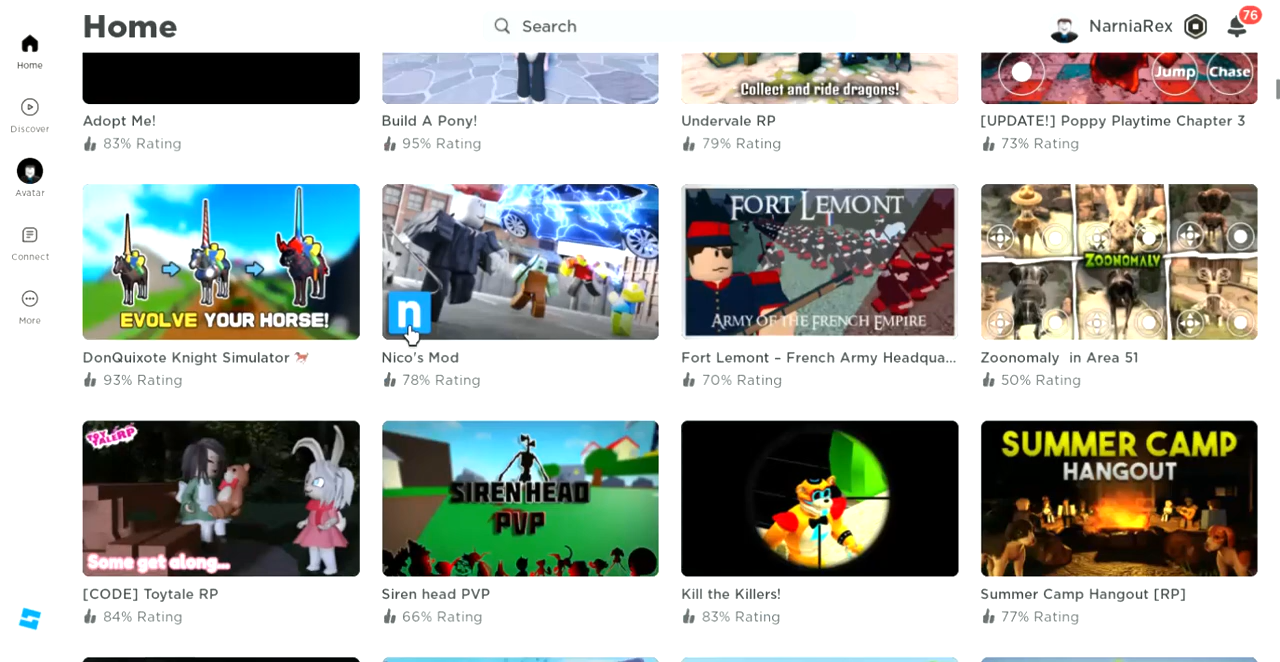 Home
Search
NarniaRex
76
Home
Discover
Avatar
Connect
More
Collect and ride dragons!
Jump
Chase
Adopt Me!
83% Rating
Build A Pony!
95% Rating
Undervale RP
79% Rating
[UPDATE!] Poppy Playtime Chapter 3
73% Rating
EVOLVE YOUR HORSE!
n
FORT LEMONT
ARMY OF THE FRENCH EMPIRE
ZOONOMALY
DonQuixote Knight Simulator
93% Rating
Nico's Mod
78% Rating
Fort Lemont – French Army Headqua...
70% Rating
Zoonomaly in Area 51
50% Rating
TOYTALE RP
Some get along...
SIREN HEAD
PVP
SUMMER CAMP
HANGOUT
[CODE] Toytale RP
84% Rating
Siren head PVP
66% Rating
Kill the Killers!
83% Rating
Summer Camp Hangout [RP]
77% Rating